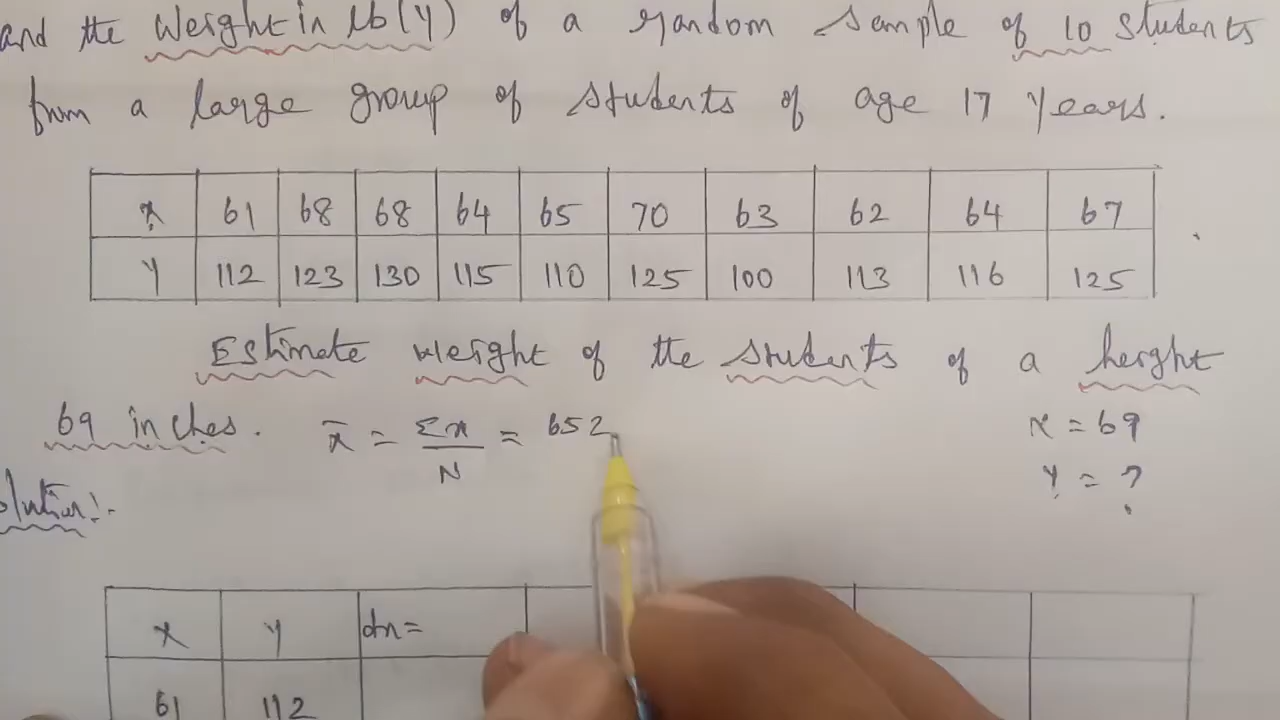 and the Weight in lb (Y) of a random sample of 10 students
from a large group of students of age 17 years.
x 61 68 68 64 65 70 63 62 64 67
Y 112 123 130 115 110 125 100 113 116 125
Estimate weight of the students of a height
69 inches. x̄ = Σx/N = 652
x = 69
Y = ?
olution:-
x y dx=
61 112